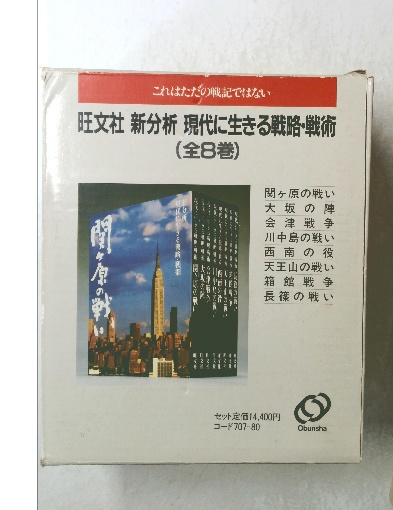 これはただの戦記ではない
旺文社 新分析 現代に生きる戦略・戦術
(全8巻)
関ヶ原の戦い
大坂の陣
会津戦争
川中島の戦い
西南の役
天王山の戦い
箱館戦争
長篠の戦い
関ヶ原の戦い
セット定価14,400円
コード707-80
Obunsha